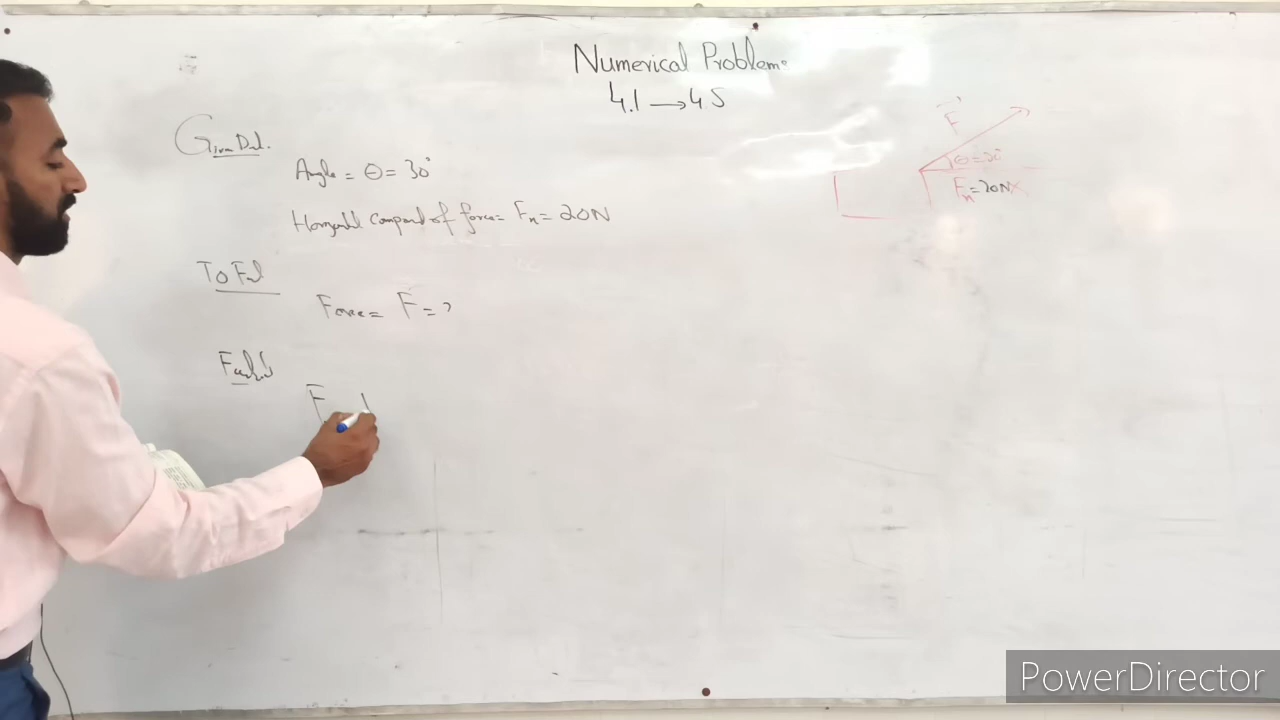 Numerical Problem:
4.1 → 4.5
Given Data
Angle = θ = 30°
Horizontal Component of force = Fx = 20N
To Find
Force = F = ?
F
F
θ = 30°
Fx = 20N X
PowerDirector